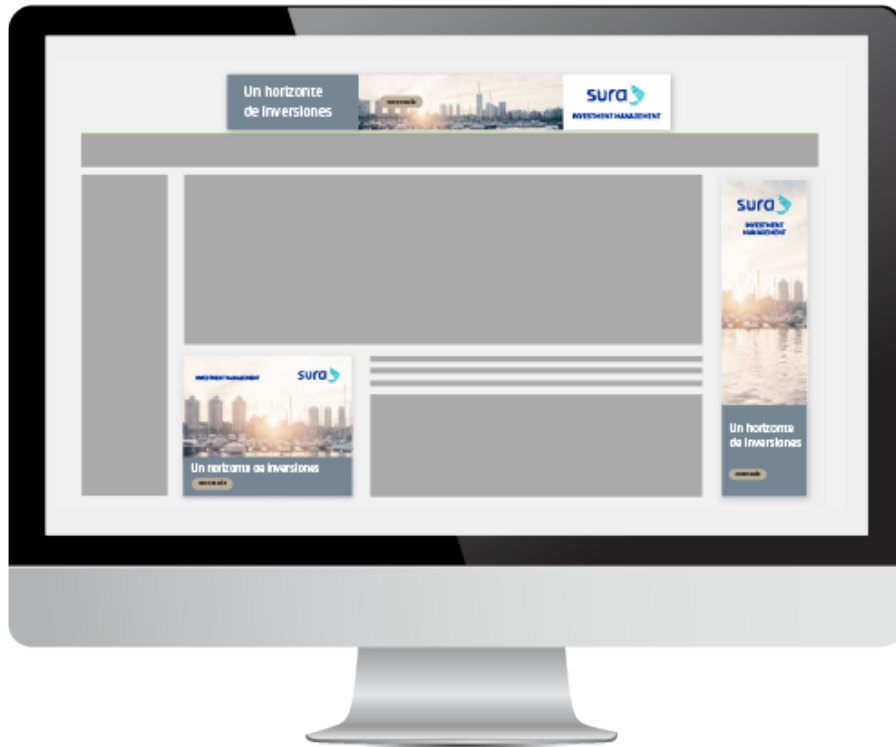 Un horizonte
de inversiones
sura
INVESTMENT MANAGEMENT
sura
INVESTMENT
MANAGEMENT
INVESTMENT MANAGEMENT
sura
Un horizonte de inversiones
Un horizonte
de inversiones